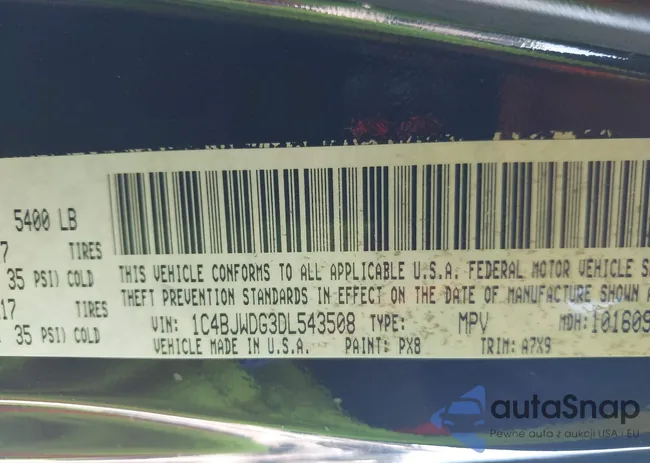 5400 LB
7 TIRES
35 PSI) COLD
THIS VEHICLE CONFORMS TO ALL APPLICABLE U.S.A. FEDERAL MOTOR VEHICLE S
THEFT PREVENTION STANDARDS IN EFFECT ON THE DATE OF MANUFACTURE SHOWN A
17 TIRES
VIN: 1C4BJWDG3DL543508 TYPE: MPV MDH: 101609
35 PSI) COLD
VEHICLE MADE IN U.S.A. PAINT: PX8 TRIM: A7X9
autaSnap
Pewne auta z aukcji USA i EU